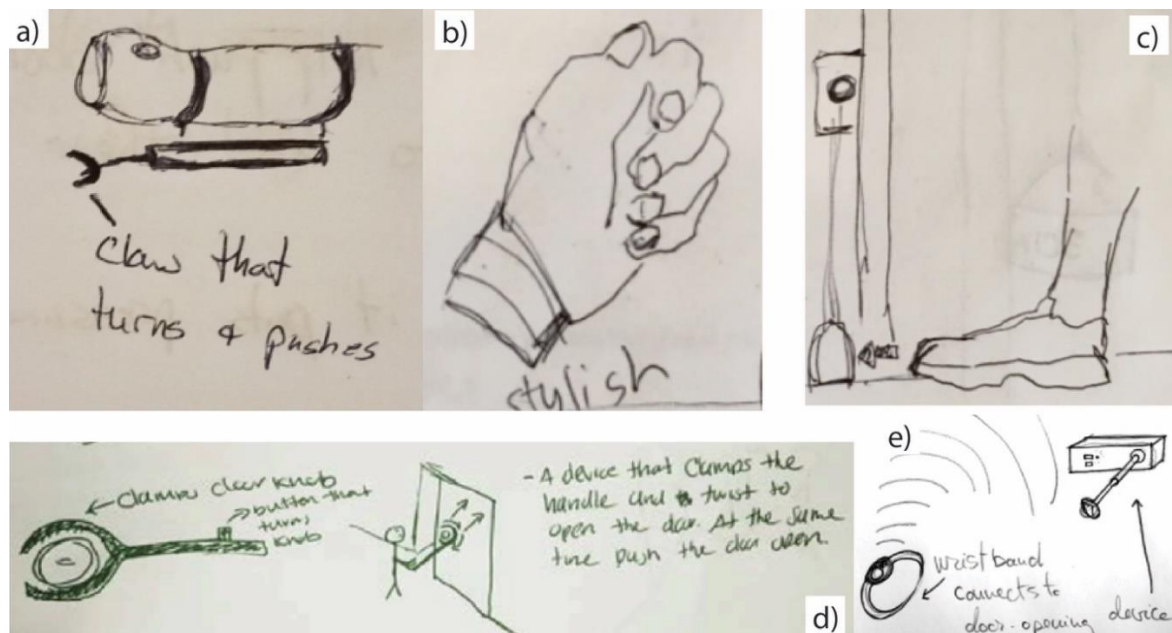 a)
Claw that
turns & pushes
b)
stylish
c)
clamps door knob
button that
turns
knob
- A device that clamps the
handle and twist to
open the door. At the same
time push the door open.
d)
e)
wristband
connects to
door-opening device